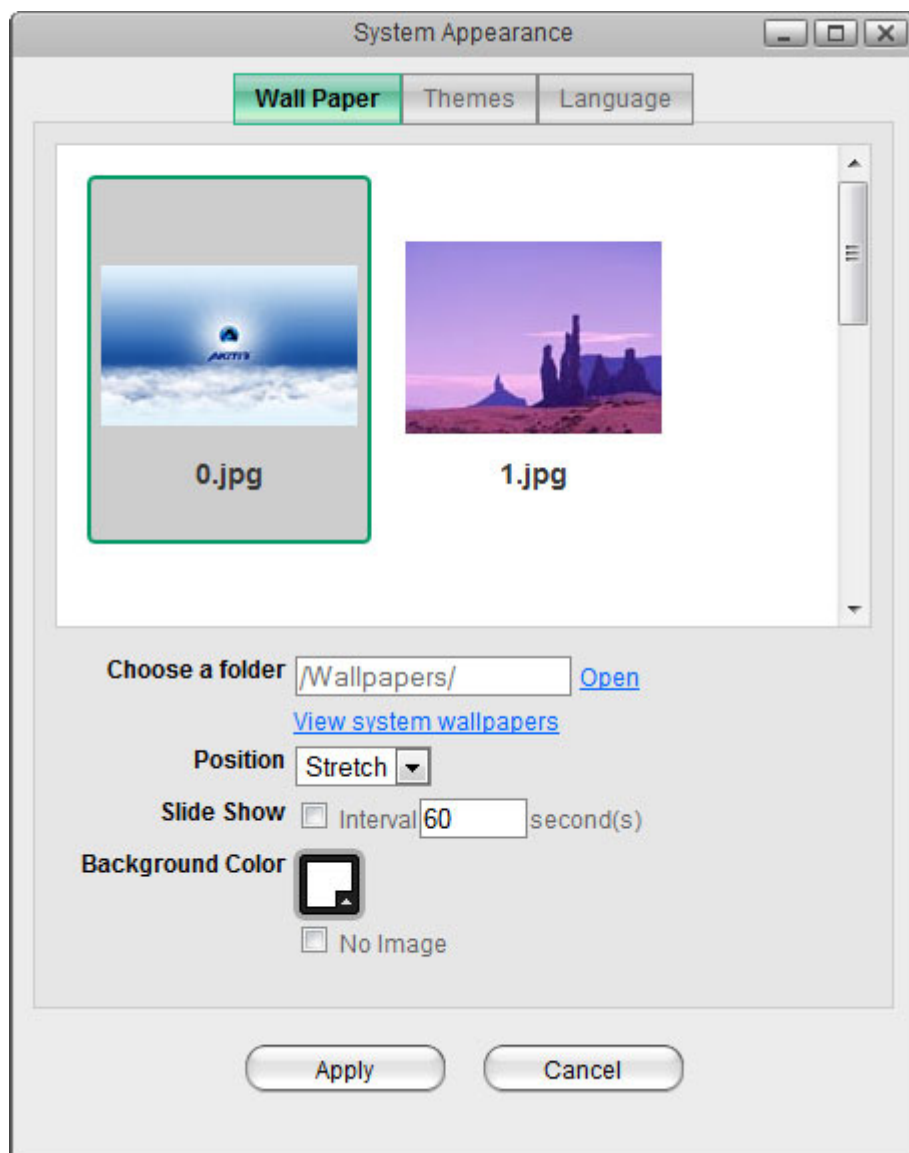 System Appearance
Wall Paper Themes Language
AKiTiO
0.jpg 1.jpg
Choose a folder /Wallpapers/ Open
View system wallpapers
Position Stretch
Slide Show Interval 60 second(s)
Background Color
No Image
Apply Cancel